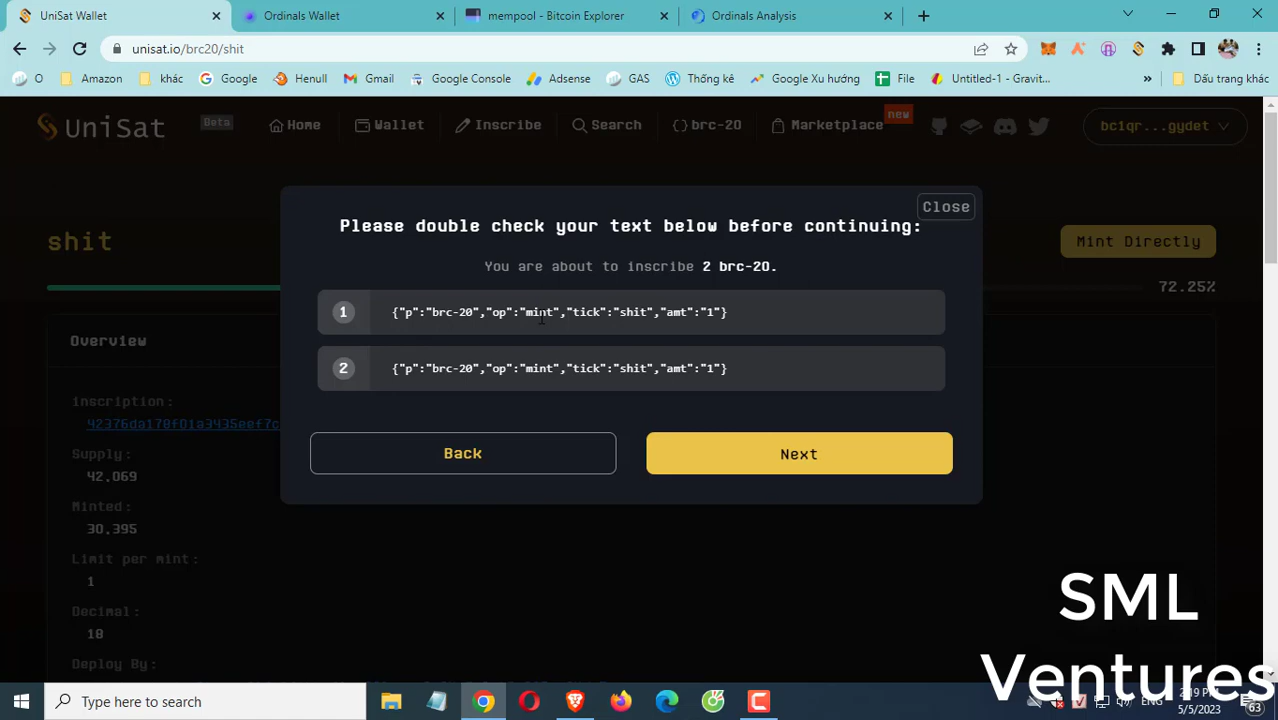 UniSat Wallet
Ordinals Wallet
mempool - Bitcoin Explorer
Ordinals Analysis
unisat.io/brc20/shit
O
Amazon
khác
Google
Henull
Gmail
Google Console
Adsense
GAS
Thống kê
Google Xu hướng
File
Untitled-1 - Gravit...
»
Dấu trang khác
UniSat
Beta
Home
Wallet
Inscribe
Search
brc-20
Marketplace
new
bc1qr...gydet
Close
Please double check your text below before continuing:
shit
Mint Directly
You are about to inscribe 2 brc-20.
72.25%
1
{"p":"brc-20","op":"mint","tick":"shit","amt":"1"}
Overview
2
{"p":"brc-20","op":"mint","tick":"shit","amt":"1"}
inscription:
42376da178f01a3435eef7c
Supply:
42,069
Back
Next
Minted:
30,395
Limit per mint:
1
Decimal:
18
Deploy By:
SML
Ventures
Type here to search
ENG
2:19 PM
5/5/2023
63